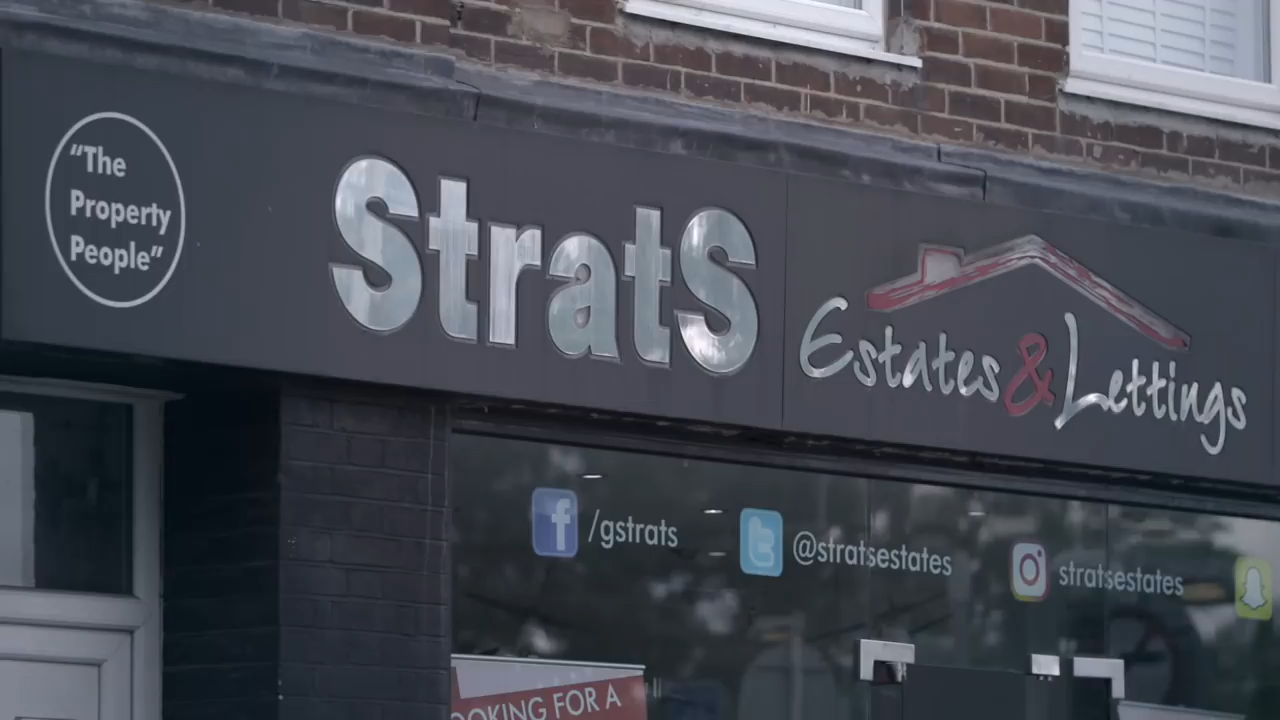 “The
Property
People”
StratS
Estates & Lettings
/gstrats
@stratsestates
stratsestates
OOKING FOR A